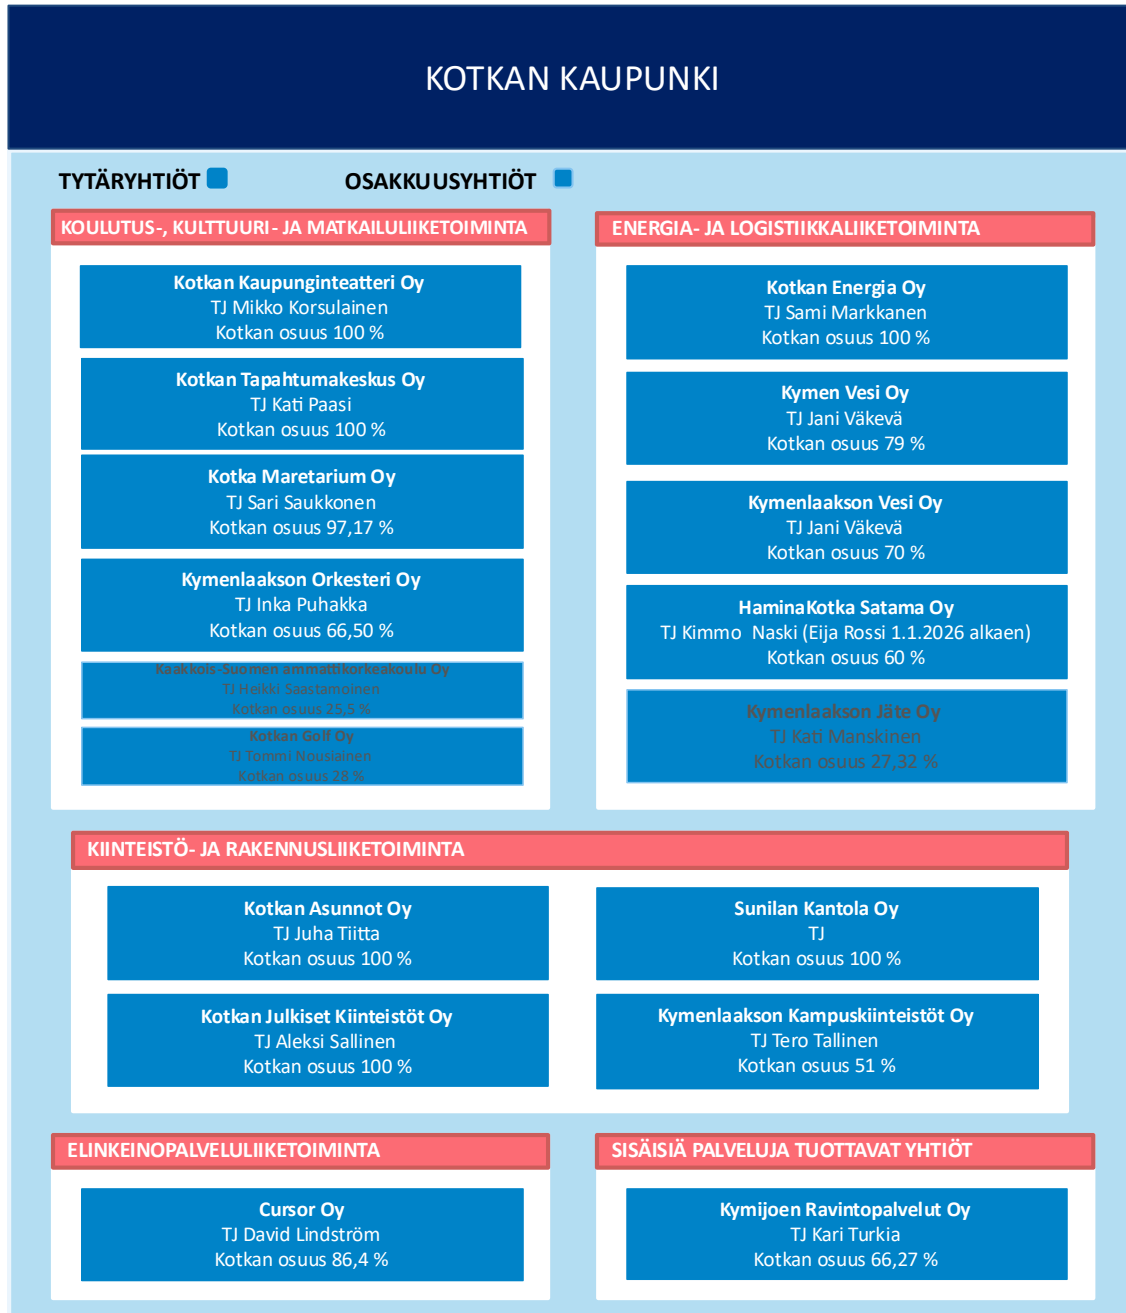 KOTKAN KAUPUNKI
TYTÄRYHTIÖT
OSAKKUUSYHTIÖT
KOULUTUS-, KULTTUURI- JA MATKAILULIIKETOIMINTA
Kotkan Kaupunginteatteri Oy
TJ Mikko Korsulainen
Kotkan osuus 100 %
Kotkan Tapahtumakeskus Oy
TJ Kati Paasi
Kotkan osuus 100 %
Kotka Maretarium Oy
TJ Sari Saukkonen
Kotkan osuus 97,17 %
Kymenlaakson Orkesteri Oy
TJ Inka Puhakka
Kotkan osuus 66,50 %
Kaakkois-Suomen ammattikorkeakoulu Oy
TJ Heikki Saastamoinen
Kotkan osuus 25,5 %
Kotkan Golf Oy
TJ Tommi Nousiainen
Kotkan osuus 28 %
ENERGIA- JA LOGISTIIKKALIIKETOIMINTA
Kotkan Energia Oy
TJ Sami Markkanen
Kotkan osuus 100 %
Kymen Vesi Oy
TJ Jani Väkevä
Kotkan osuus 79 %
Kymenlaakson Vesi Oy
TJ Jani Väkevä
Kotkan osuus 70 %
HaminaKotka Satama Oy
TJ Kimmo Naski (Eija Rossi 1.1.2026 alkaen)
Kotkan osuus 60 %
Kymenlaakson Jäte Oy
TJ Kati Manskinen
Kotkan osuus 27,32 %
KIINTEISTÖ- JA RAKENNUSLIIKETOIMINTA
Kotkan Asunnot Oy
TJ Juha Tiitta
Kotkan osuus 100 %
Sunilan Kantola Oy
TJ
Kotkan osuus 100 %
Kotkan Julkiset Kiinteistöt Oy
TJ Aleksi Sallinen
Kotkan osuus 100 %
Kymenlaakson Kampuskiinteistöt Oy
TJ Tero Tallinen
Kotkan osuus 51 %
ELINKEINOPALVELULIIKETOIMINTA
Cursor Oy
TJ David Lindström
Kotkan osuus 86,4 %
SISÄISIÄ PALVELUJA TUOTTAVAT YHTIÖT
Kymijoen Ravintopalvelut Oy
TJ Kari Turkia
Kotkan osuus 66,27 %